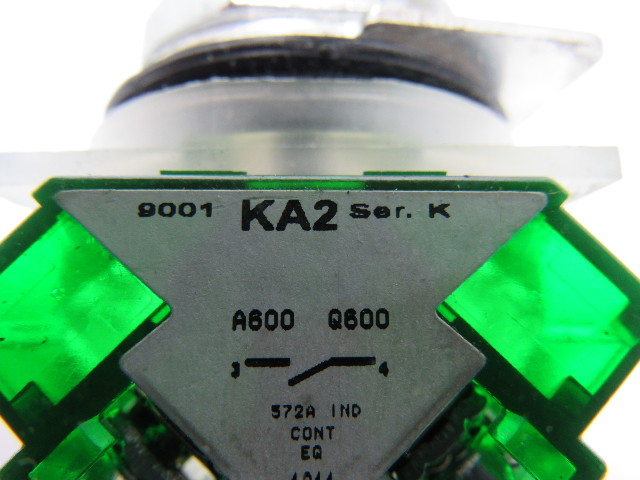 9001 KA2 Ser. K
A600 Q600
3 4
572A IND
CONT
EQ